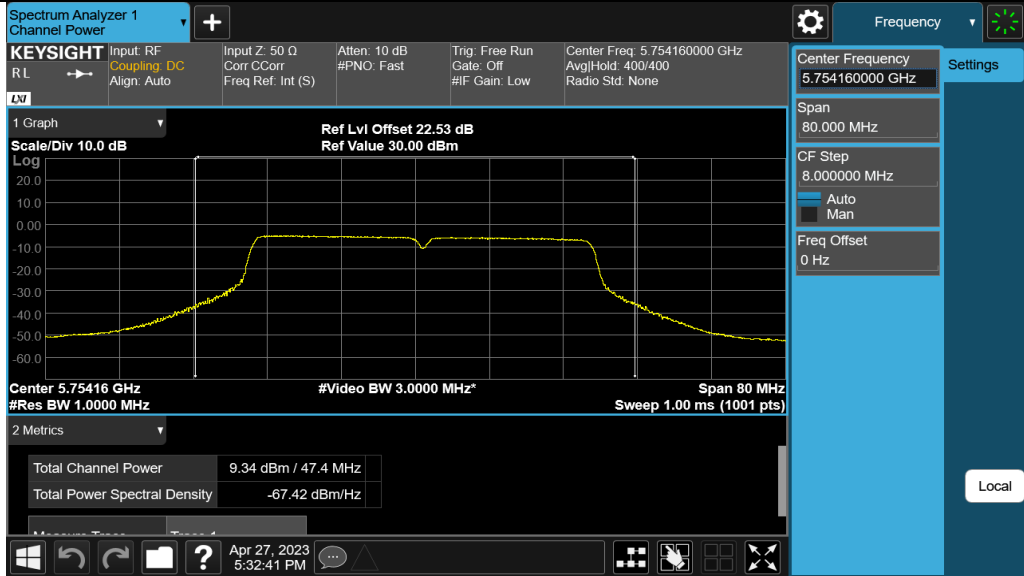 Spectrum Analyzer 1
Channel Power
Frequency
KEYSIGHT
R L
LXI
Input: RF
Coupling: DC
Align: Auto
Input Z: 50 Ω
Corr CCorr
Freq Ref: Int (S)
Atten: 10 dB
#PNO: Fast
Trig: Free Run
Gate: Off
#IF Gain: Low
Center Freq: 5.754160000 GHz
Avg|Hold: 400/400
Radio Std: None
Center Frequency
5.754160000 GHz
Settings
Span
80.000 MHz
CF Step
8.000000 MHz
Auto
Man
Freq Offset
0 Hz
1 Graph
Scale/Div 10.0 dB
Ref Lvl Offset 22.53 dB
Ref Value 30.00 dBm
Log
20.0
10.0
0.00
-10.0
-20.0
-30.0
-40.0
-50.0
-60.0
Center 5.75416 GHz
#Video BW 3.0000 MHz*
Span 80 MHz
#Res BW 1.0000 MHz
Sweep 1.00 ms (1001 pts)
2 Metrics
Total Channel Power 9.34 dBm / 47.4 MHz
Total Power Spectral Density -67.42 dBm/Hz
Measure Trace Trace 1
Local
Apr 27, 2023
5:32:41 PM